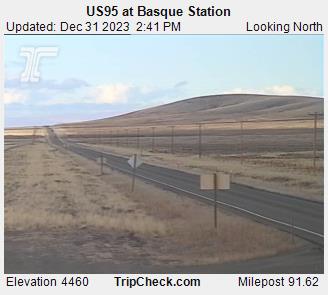 US95 at Basque Station
Updated: Dec 31 2023 2:41 PM Looking North
Elevation 4460 TripCheck.com Milepost 91.62